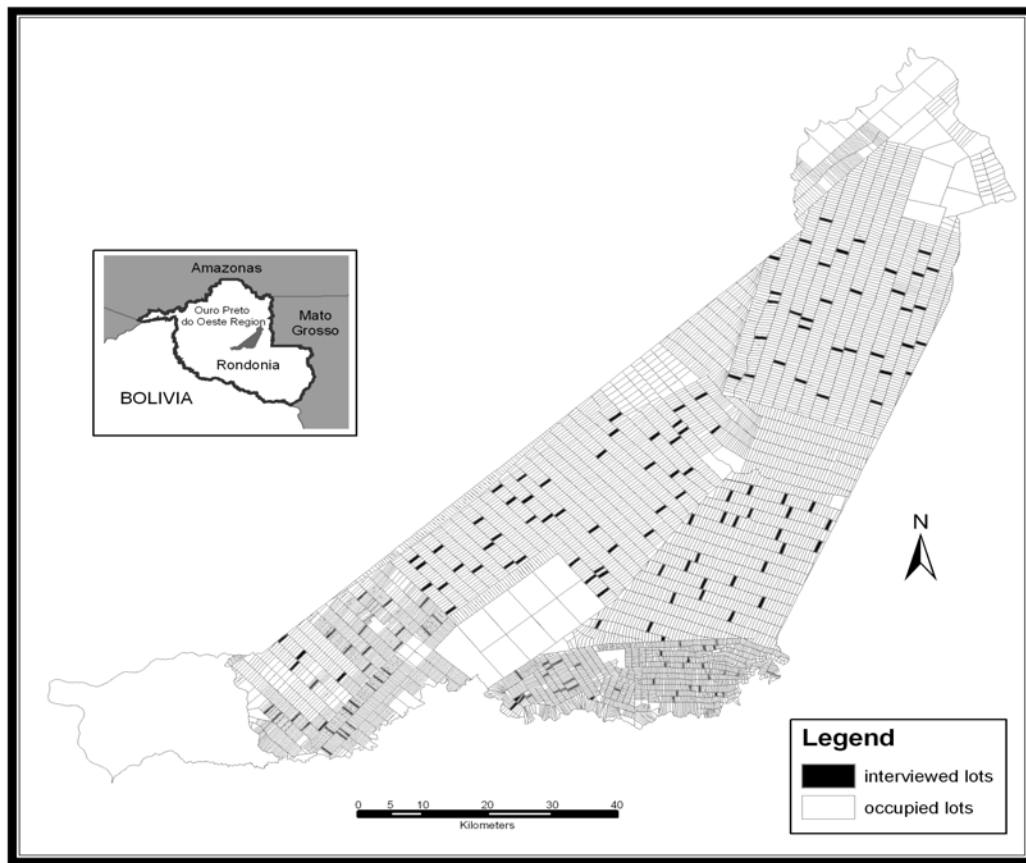 Amazonas
Ouro Preto
do Oeste Region
Mato
Grosso
Rondonia
BOLIVIA
N
Legend
interviewed lots
occupied lots
0 5 10 20 30 40
Kilometers